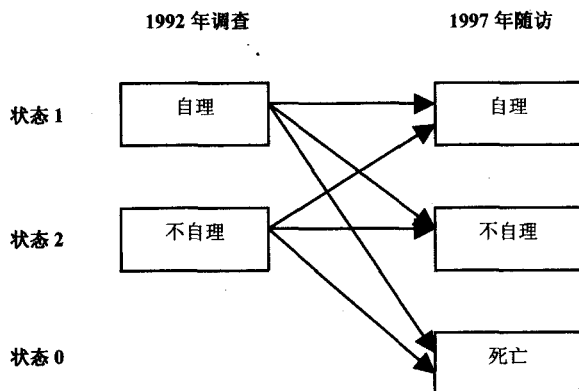 1992 年调查 1997 年随访
状态 1 自理 自理
状态 2 不自理 不自理
状态 0 死亡